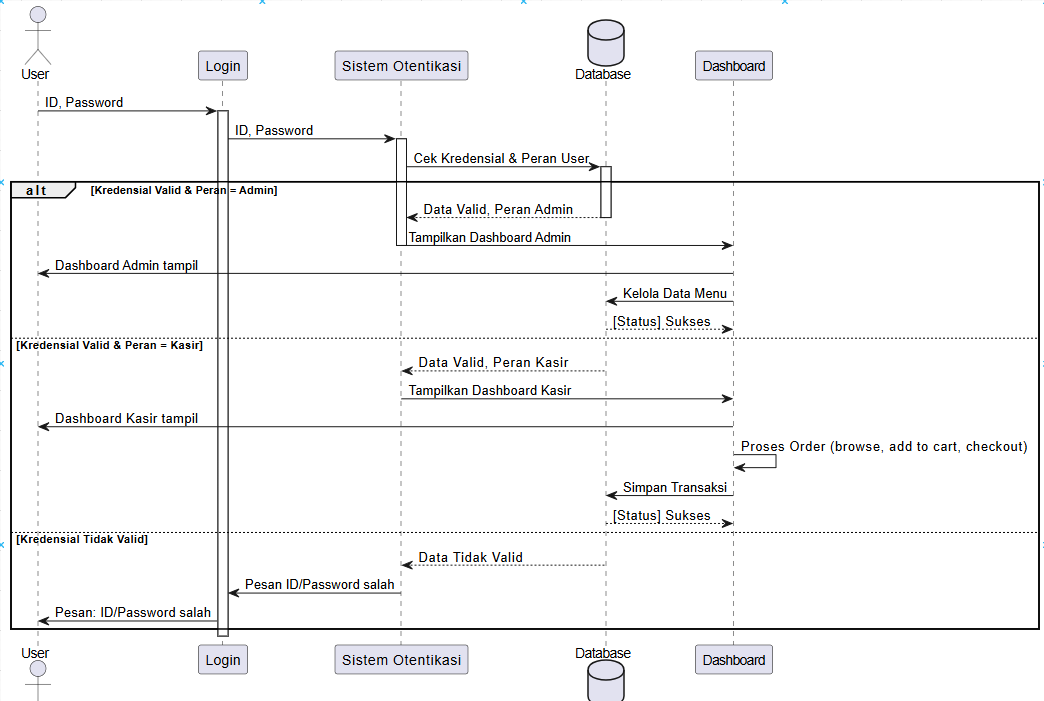 User
Login
Sistem Otentikasi
Database
Dashboard
ID, Password
ID, Password
Cek Kredensial & Peran User
alt
[Kredensial Valid & Peran = Admin]
Data Valid, Peran Admin
Tampilkan Dashboard Admin
Dashboard Admin tampil
Kelola Data Menu
[Status] Sukses
[Kredensial Valid & Peran = Kasir]
Data Valid, Peran Kasir
Tampilkan Dashboard Kasir
Dashboard Kasir tampil
Proses Order (browse, add to cart, checkout)
Simpan Transaksi
[Status] Sukses
[Kredensial Tidak Valid]
Data Tidak Valid
Pesan ID/Password salah
Pesan: ID/Password salah
User
Login
Sistem Otentikasi
Database
Dashboard